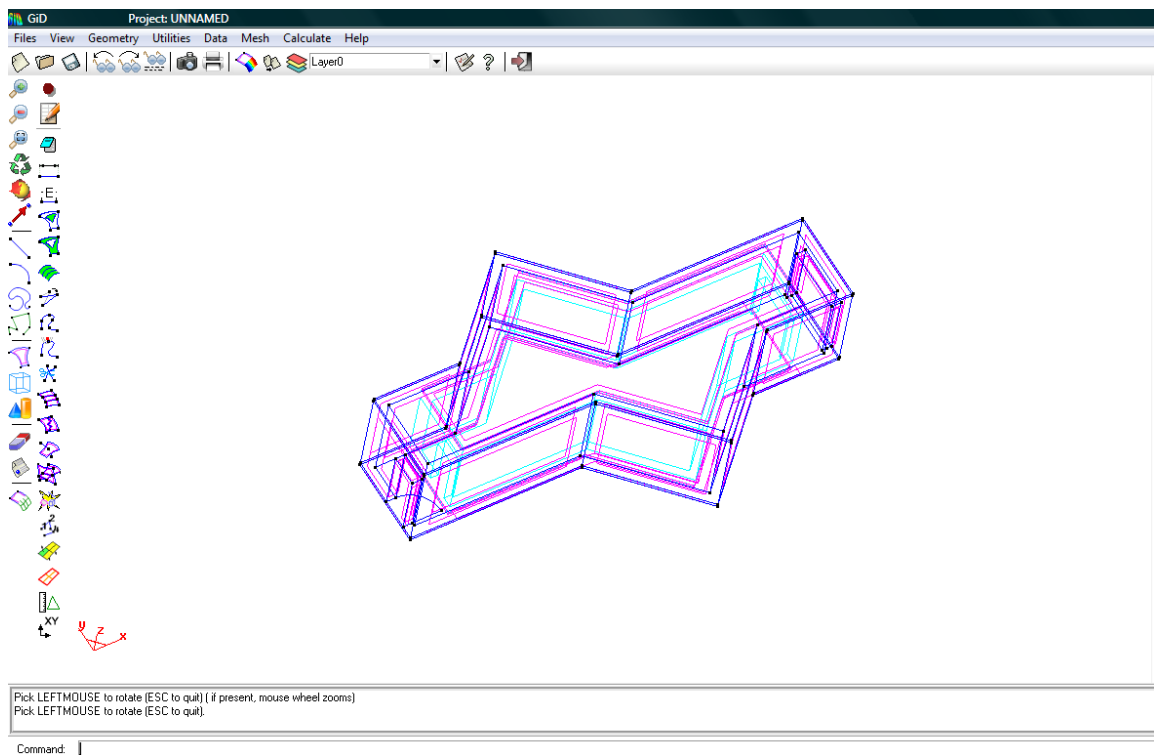 GiD Project: UNNAMED
Files View Geometry Utilities Data Mesh Calculate Help
Layer0
?
E
2
XY
y z x
Pick LEFTMOUSE to rotate (ESC to quit) ( if present, mouse wheel zooms)
Pick LEFTMOUSE to rotate (ESC to quit).
Command: